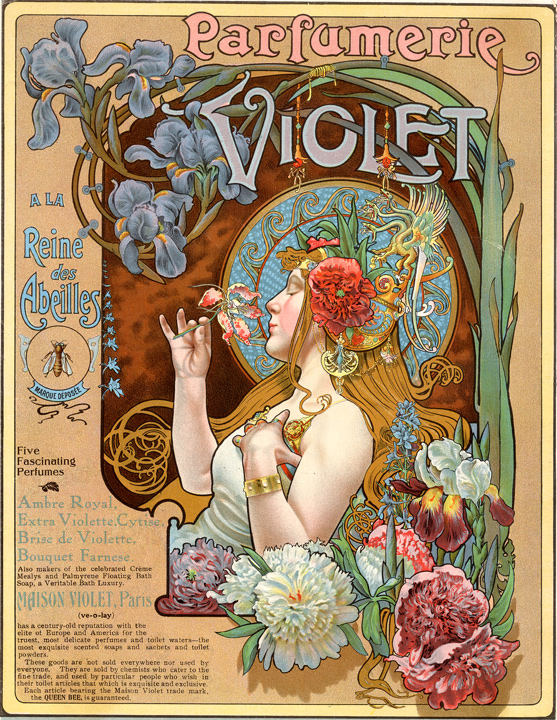 Parfumerie
VIOLET
A LA
Reine
des
Abeilles
MARQUE DÉPOSÉE
Five
Fascinating
Perfumes
Ambre Royal,
Extra Violette, Cytise,
Brise de Violette,
Bouquet Farnese.
Also makers of the celebrated Crème
Mealys and Palmyrene Floating Bath
Soap, a Veritable Bath Luxury.
MAISON VIOLET, Paris
(ve-o-lay)
has a century-old reputation with the
elite of Europe and America for the
truest, most delicate perfumes and toilet waters—the
most exquisite scented soaps and sachets and toilet
powders.
These goods are not sold everywhere nor used by
everyone. They are sold by chemists who cater to the
fine trade, and used by particular people who wish in
their toilet articles that which is exquisite and exclusive.
Each article bearing the Maison Violet trade mark,
the QUEEN BEE, is guaranteed.